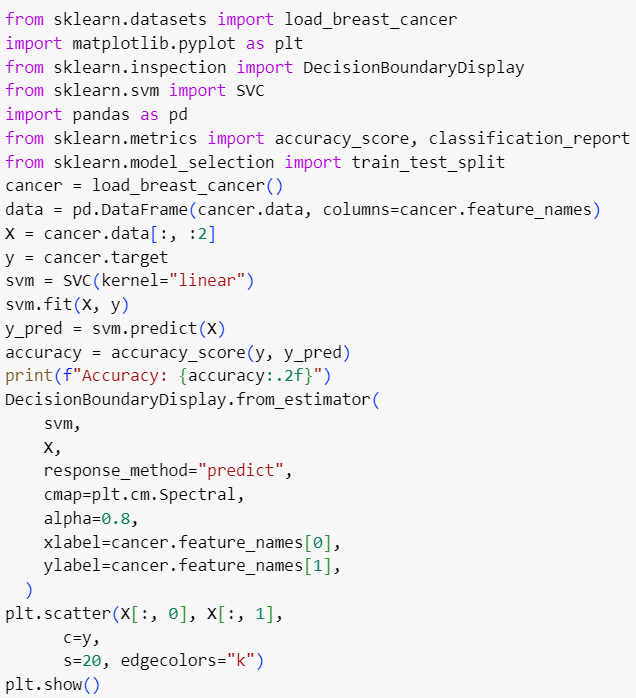 from sklearn.datasets import load_breast_cancer
import matplotlib.pyplot as plt
from sklearn.inspection import DecisionBoundaryDisplay
from sklearn.svm import SVC
import pandas as pd
from sklearn.metrics import accuracy_score, classification_report
from sklearn.model_selection import train_test_split
cancer = load_breast_cancer()
data = pd.DataFrame(cancer.data, columns=cancer.feature_names)
X = cancer.data[:, :2]
y = cancer.target
svm = SVC(kernel="linear")
svm.fit(X, y)
y_pred = svm.predict(X)
accuracy = accuracy_score(y, y_pred)
print(f"Accuracy: {accuracy:.2f}")
DecisionBoundaryDisplay.from_estimator(
    svm,
    X,
    response_method="predict",
    cmap=plt.cm.Spectral,
    alpha=0.8,
    xlabel=cancer.feature_names[0],
    ylabel=cancer.feature_names[1],
  )
plt.scatter(X[:, 0], X[:, 1],
      c=y,
      s=20, edgecolors="k")
plt.show()